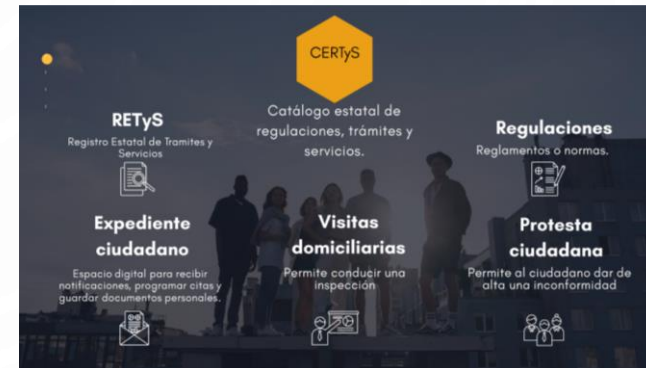 CERTyS
Catálogo estatal de
regulaciones, trámites y
servicios.
RETyS
Registro Estatal de Tramites y
Servicios
Regulaciones
Reglamentos o normas.
Expediente
ciudadano
Espacio digital para recibir
notificaciones, programar citas y
guardar documentos personales.
Visitas
domiciliarias
Permite conducir una
inspección
Protesta
ciudadana
Permite al ciudadano dar de
alta una inconformidad